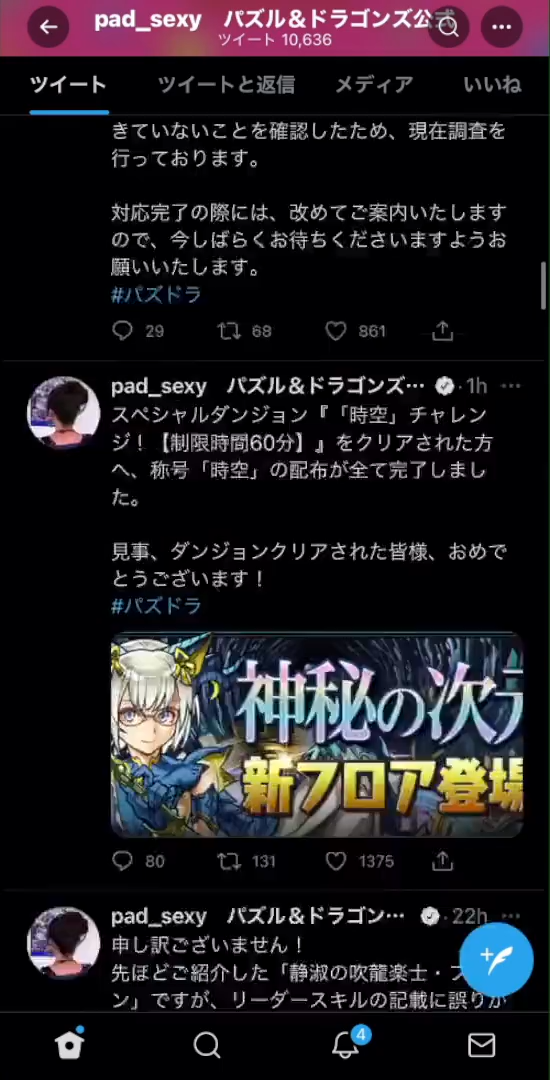 pad_sexy パズル＆ドラゴンズ公式
ツイート 10,636
ツイート ツイートと返信 メディア いいね
きていないことを確認したため、現在調査を
行っております。
対応完了の際には、改めてご案内いたします
ので、今しばらくお待ちくださいますようお
願いいたします。
#パズドラ
29 68 861
pad_sexy パズル＆ドラゴンズ… · 1h
スペシャルダンジョン『「時空」チャレン
ジ！【制限時間60分】』をクリアされた方
へ、称号「時空」の配布が全て完了しまし
た。
見事、ダンジョンクリアされた皆様、おめで
とうございます！
#パズドラ
神秘の次元
新フロア登場
80 131 1375
pad_sexy パズル＆ドラゴン… · 22h
申し訳ございません！
先ほどご紹介した「静淑の吹龍楽士・フ
ン」ですが、リーダースキルの記載に誤りが
4